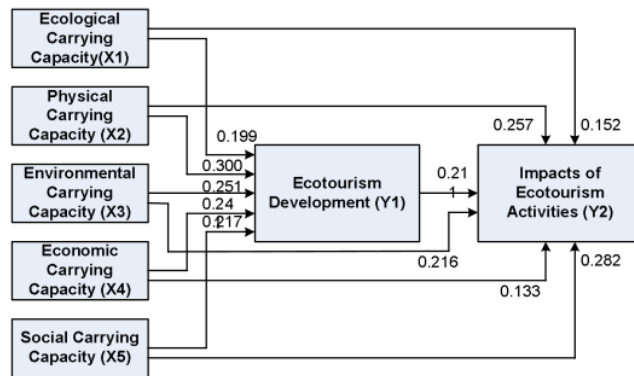 Ecological
Carrying
Capacity(X1)
Physical
Carrying
Capacity (X2)
Environmental
Carrying
Capacity (X3)
Economic
Carrying
Capacity (X4)
Social Carrying
Capacity (X5)
0.199
0.300
0.251
0.24
0.217
Ecotourism
Development (Y1)
0.257
0.152
0.21
1
0.216
0.133
0.282
Impacts of
Ecotourism
Activities (Y2)